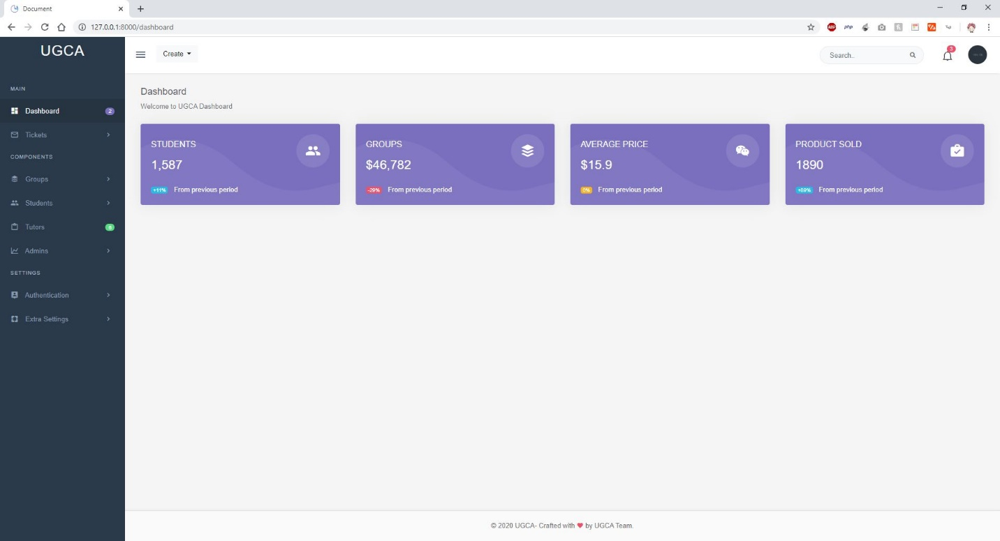 Document
127.0.0.1:8000/dashboard
ABP
php
UGCA
Create
Search..
3
MAIN
Dashboard
2
Tickets
COMPONENTS
Groups
Students
Tutors
6
Admins
SETTINGS
Authentication
Extra Settings
Dashboard
Welcome to UGCA Dashboard
STUDENTS
1,587
+11% From previous period
GROUPS
$46,782
-29% From previous period
AVERAGE PRICE
$15.9
0% From previous period
PRODUCT SOLD
1890
+89% From previous period
© 2020 UGCA- Crafted with ❤ by UGCA Team.